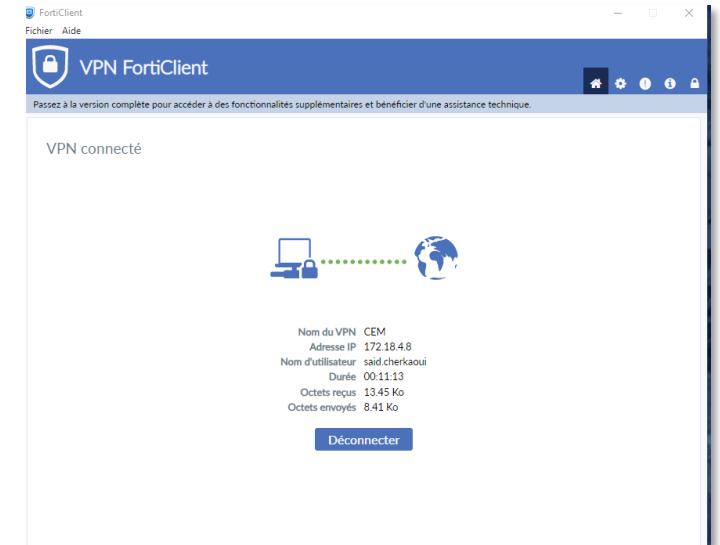 FortiClient
Fichier Aide
VPN FortiClient
Passez à la version complète pour accéder à des fonctionnalités supplémentaires et bénéficier d'une assistance technique.
VPN connecté
Nom du VPN CEM
Adresse IP 172.18.4.8
Nom d'utilisateur said.cherkaoui
Durée 00:11:13
Octets reçus 13.45 Ko
Octets envoyés 8.41 Ko
Déconnecter